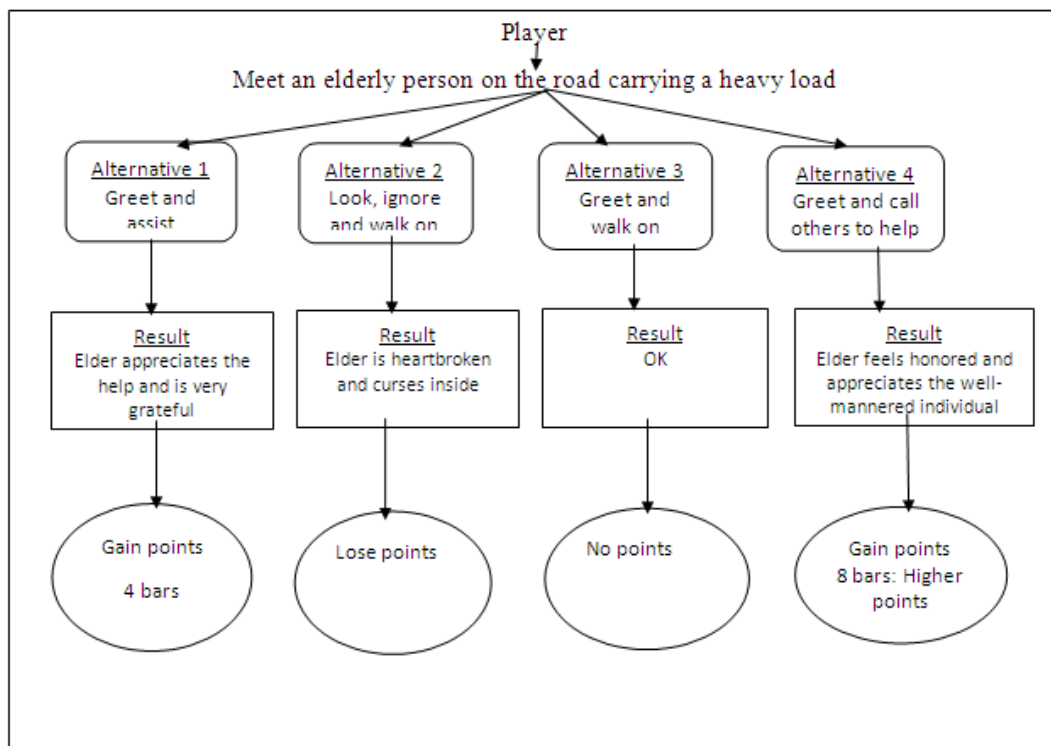 Player
Meet an elderly person on the road carrying a heavy load
Alternative 1
Greet and
assist
Alternative 2
Look, ignore
and walk on
Alternative 3
Greet and
walk on
Alternative 4
Greet and call
others to help
Result
Elder appreciates the
help and is very
grateful
Result
Elder is heartbroken
and curses inside
Result
OK
Result
Elder feels honored and
appreciates the well-
mannered individual
Gain points
4 bars
Lose points
No points
Gain points
8 bars: Higher
points